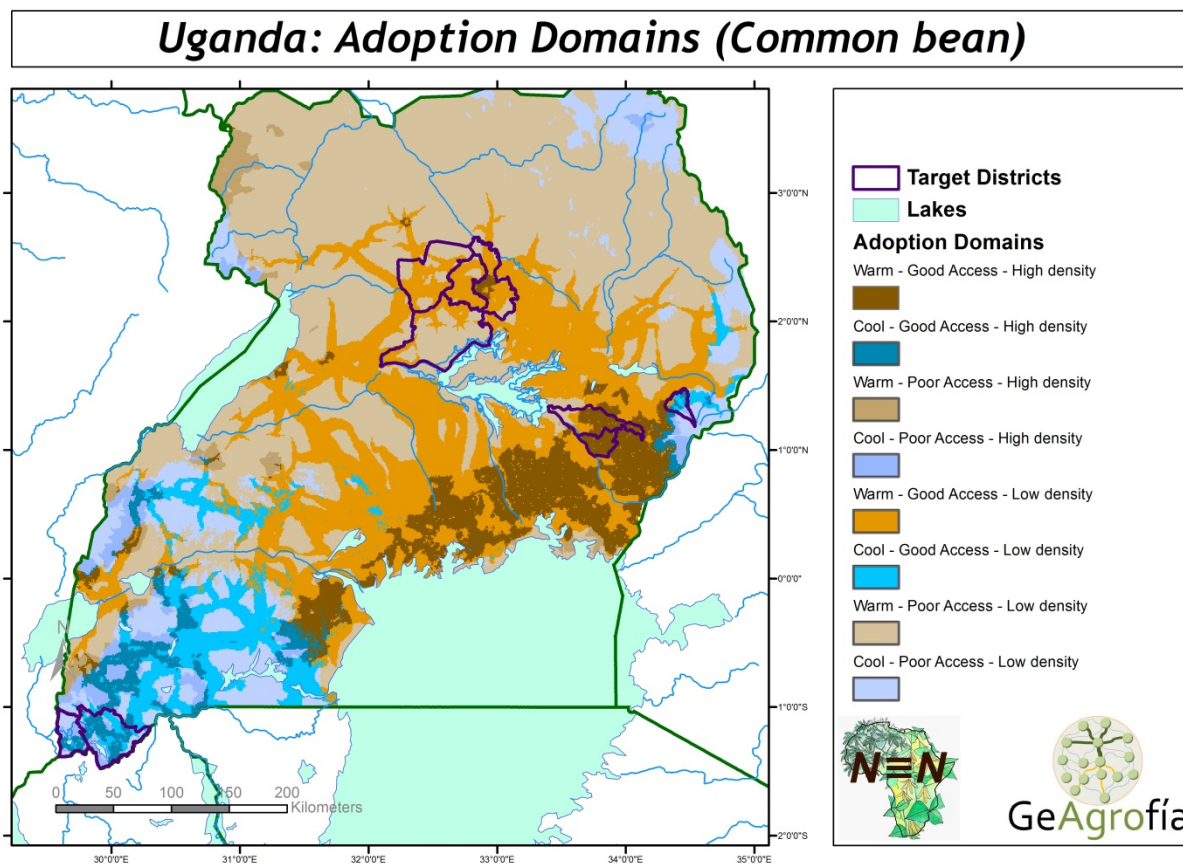 Uganda: Adoption Domains (Common bean)
3°0'0"N
2°0'0"N
1°0'0"N
0°0'0"
1°0'0"S
2°0'0"S
N
0 50 100 150 200
Kilometers
30°0'0"E 31°0'0"E 32°0'0"E 33°0'0"E 34°0'0"E 35°0'0"E
Target Districts
Lakes
Adoption Domains
Warm - Good Access - High density
Cool - Good Access - High density
Warm - Poor Access - High density
Cool - Poor Access - High density
Warm - Good Access - Low density
Cool - Good Access - Low density
Warm - Poor Access - Low density
Cool - Poor Access - Low density
N≡N
GeAgrofía